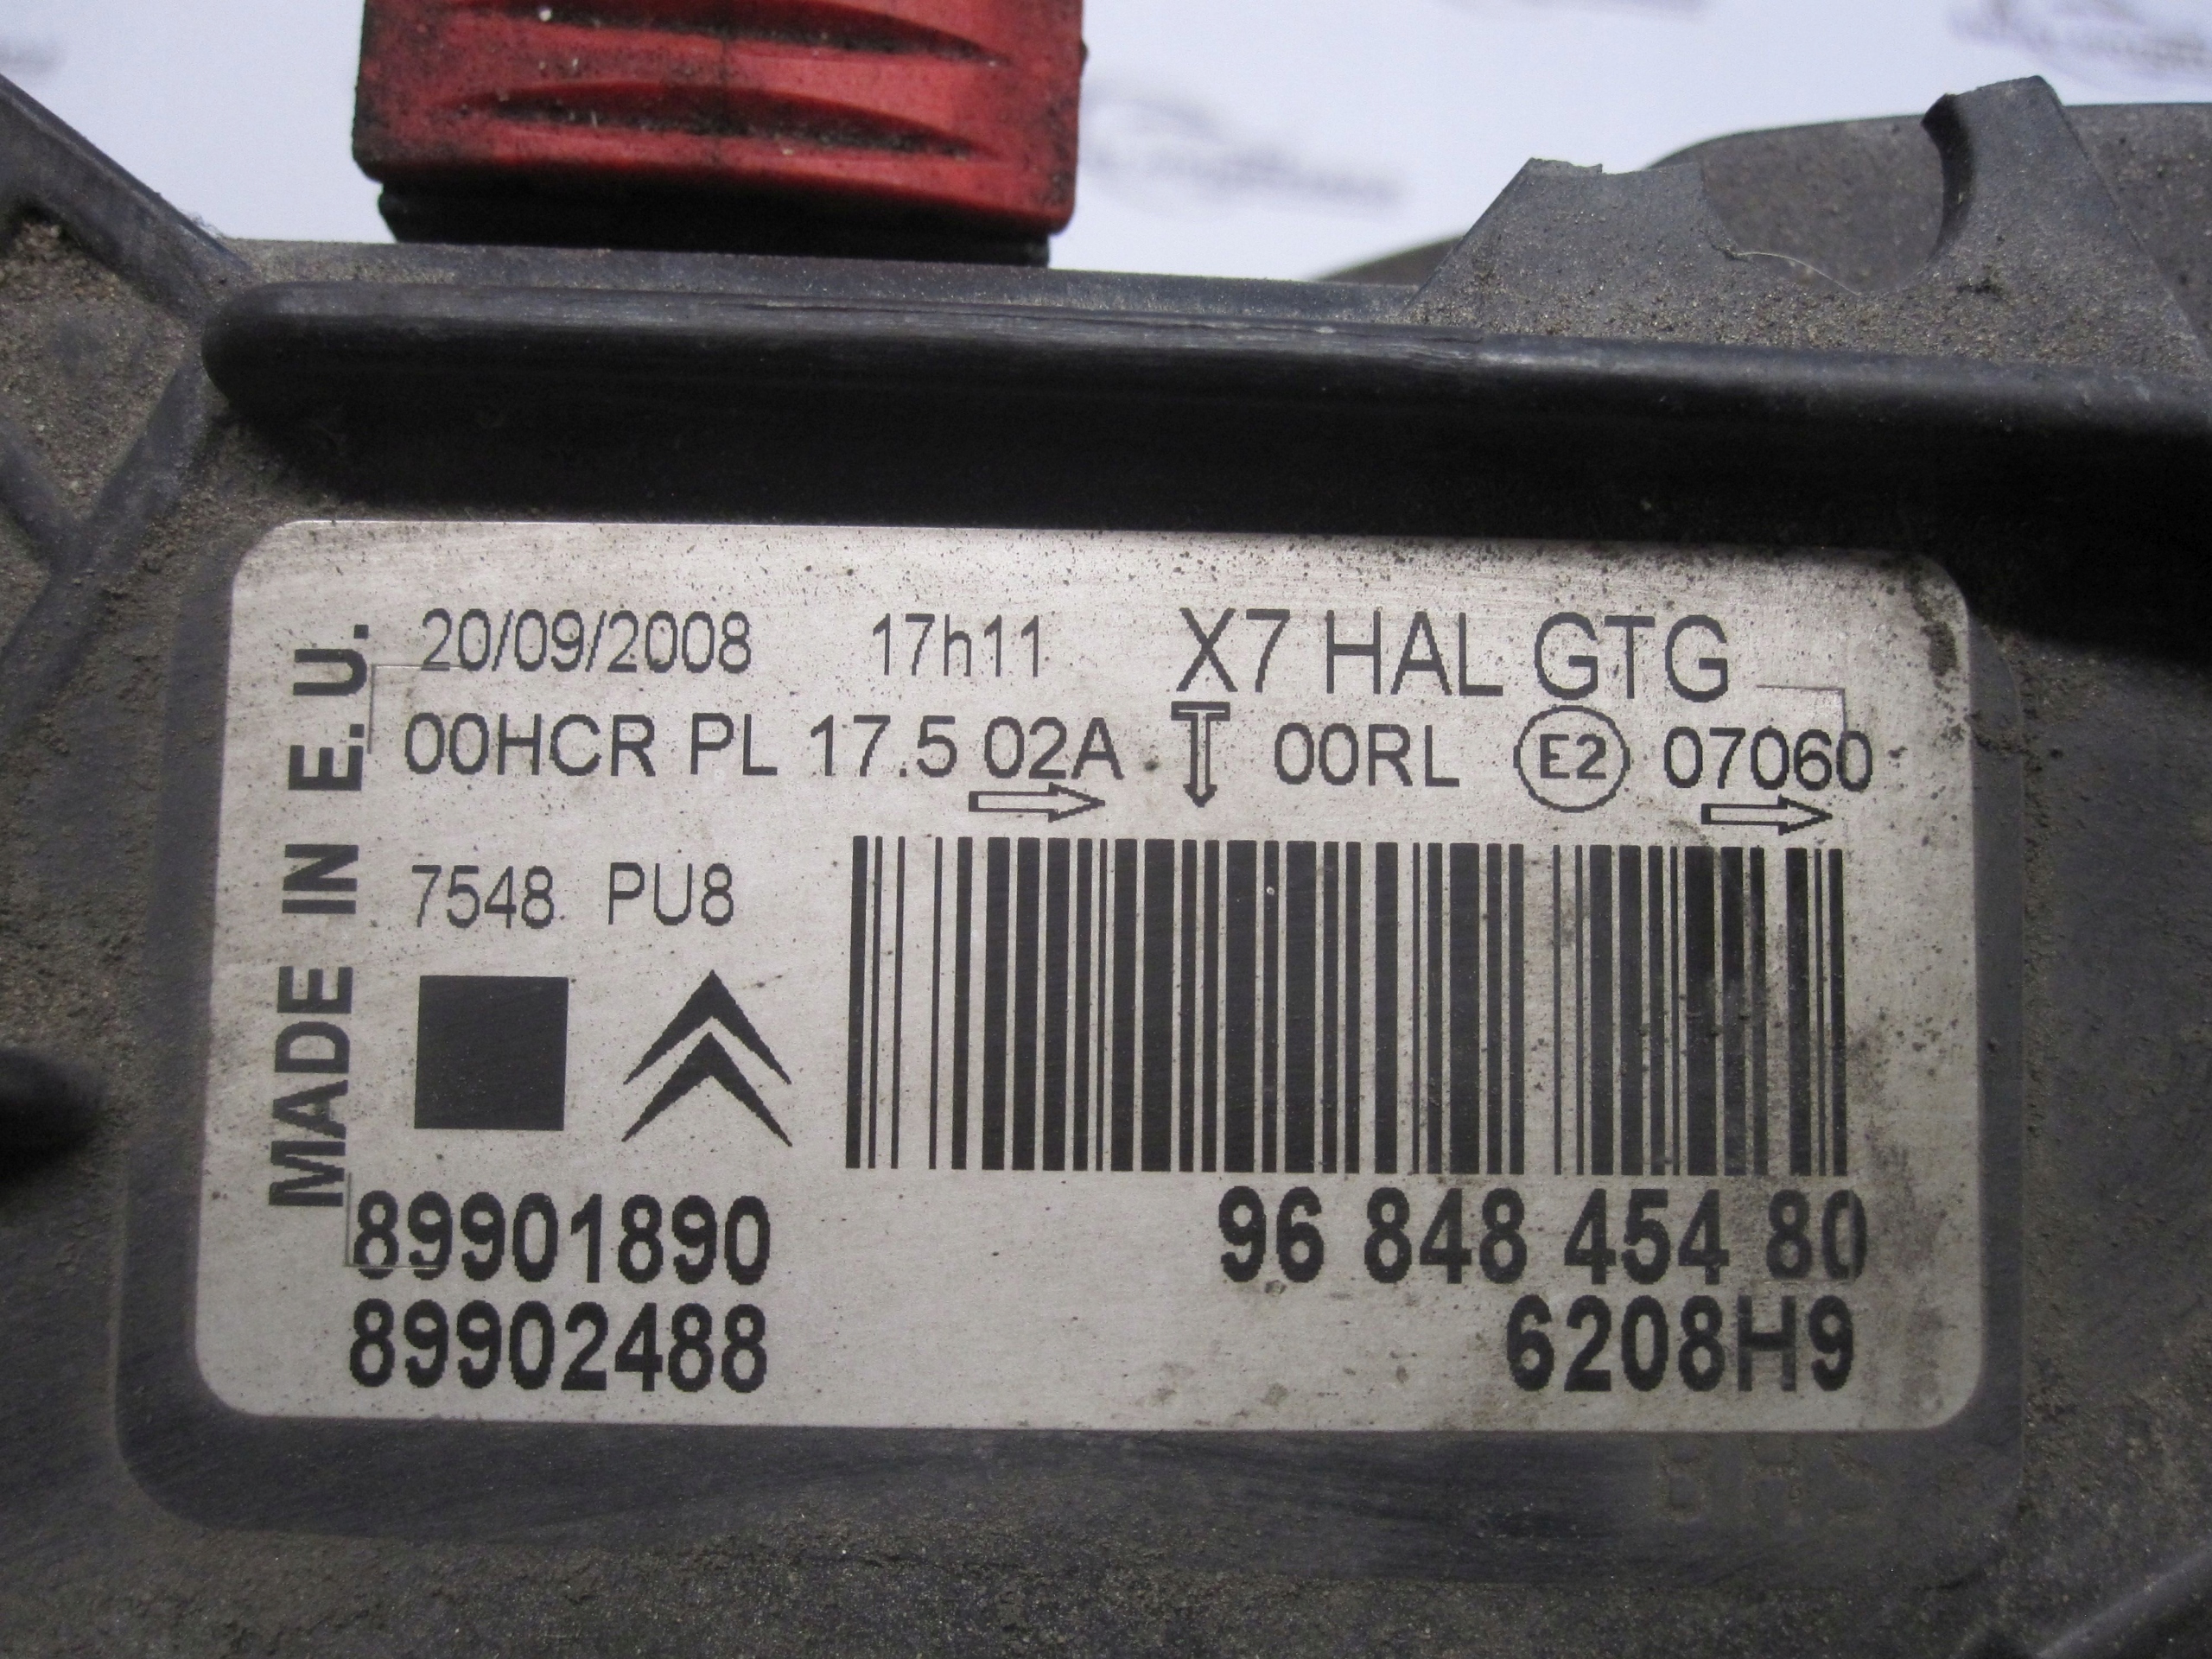 MADE IN E.U.
20/09/2008 17h11 X7 HAL GTG
00HCR PL 17.5 02A 00RL E2 07060
7548 PU8
89901890 96 848 454 80
89902488 6208H9